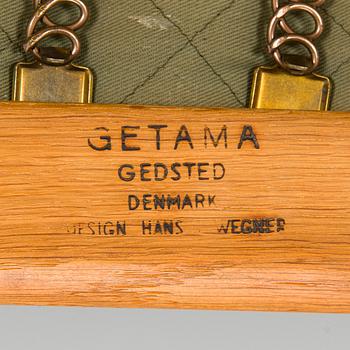 GETAMA
GEDSTED
DENMARK
DESIGN HANS WEGNER